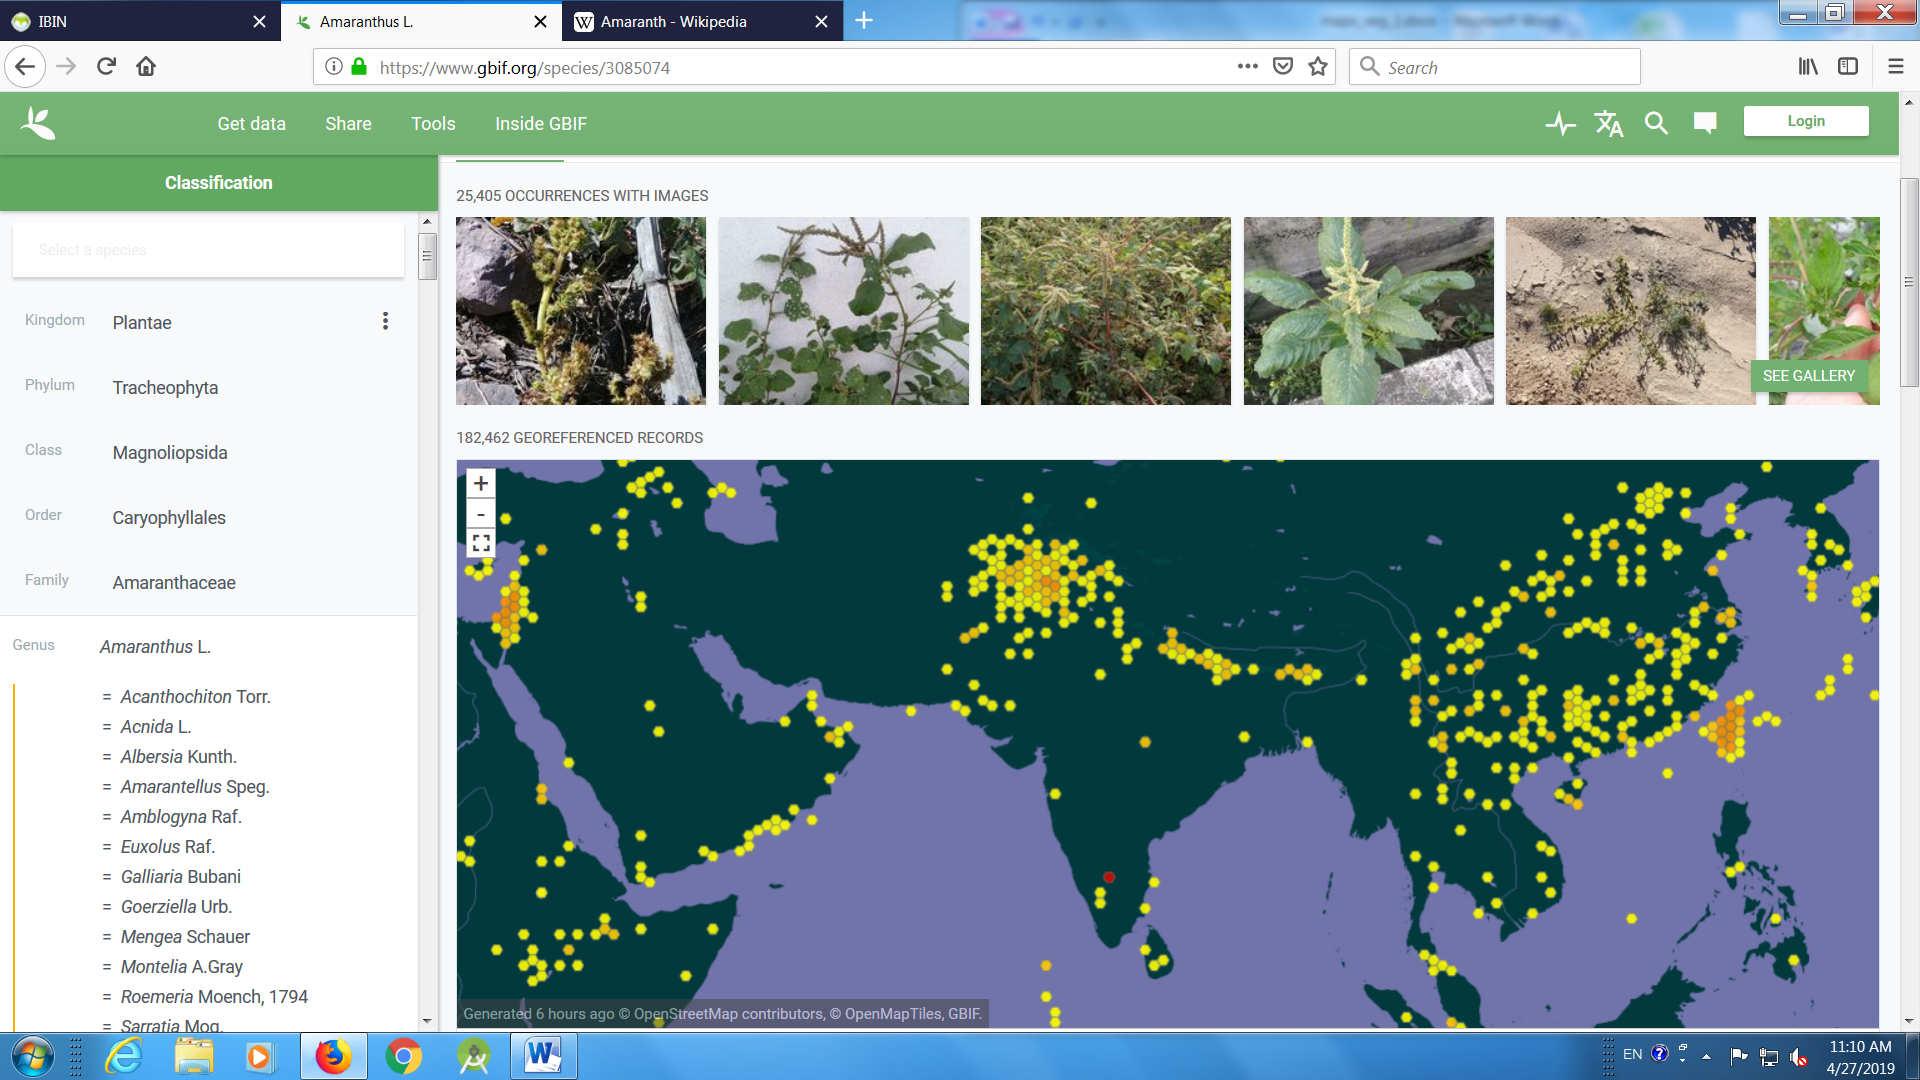 IBIN
Amaranthus L.
Amaranth - Wikipedia
https://www.gbif.org/species/3085074
Search
Get data
Share
Tools
Inside GBIF
Login
Classification
Select a species
Kingdom Plantae
Phylum Tracheophyta
Class Magnoliopsida
Order Caryophyllales
Family Amaranthaceae
Genus Amaranthus L.
= Acanthochiton Torr.
= Acnida L.
= Albersia Kunth.
= Amarantellus Speg.
= Amblogyna Raf.
= Euxolus Raf.
= Galliaria Bubani
= Goerziella Urb.
= Mengea Schauer
= Montelia A.Gray
= Roemeria Moench, 1794
= Sarratia Moq.
25,405 OCCURRENCES WITH IMAGES
SEE GALLERY
182,462 GEOREFERENCED RECORDS
+
-
Generated 6 hours ago © OpenStreetMap contributors, © OpenMapTiles, GBIF.
EN
11:10 AM
4/27/2019